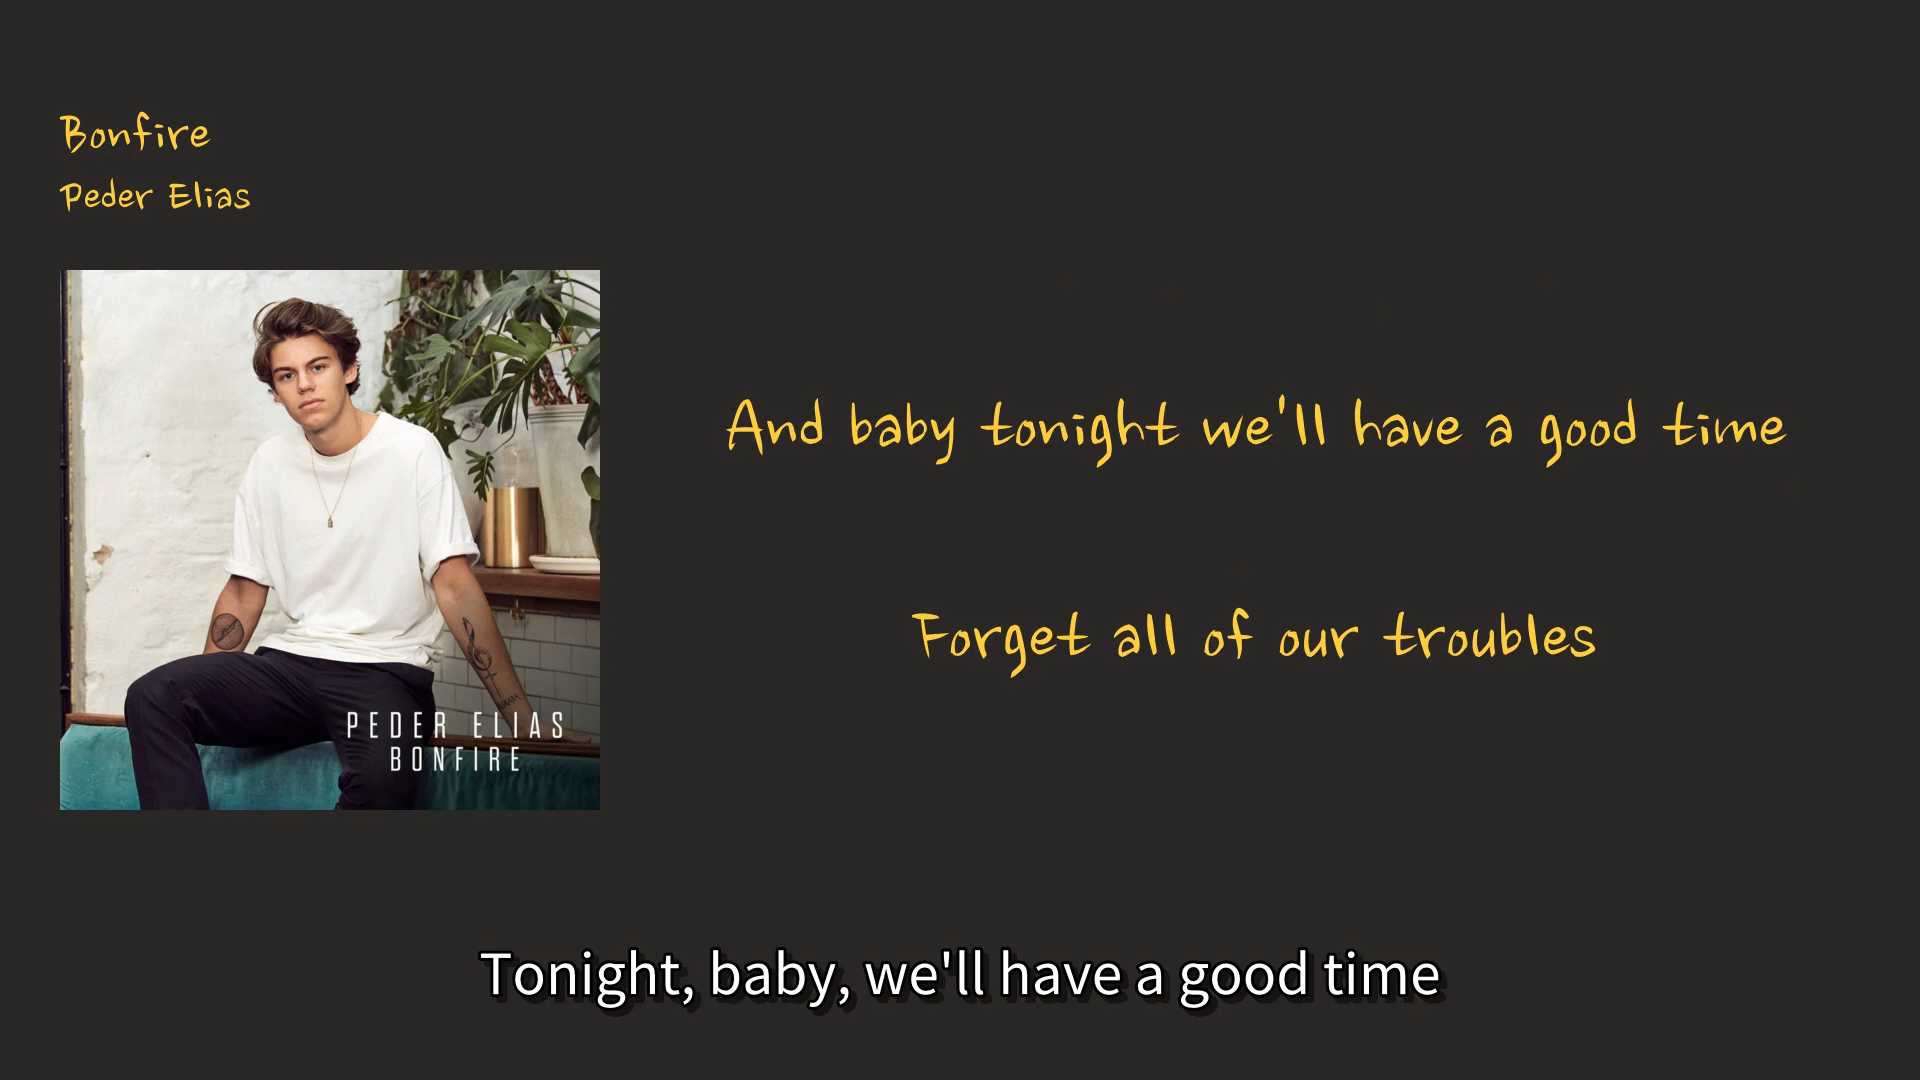 Bonfire
Peder Elias
PEDER ELIAS
BONFIRE
And baby tonight we'll have a good time
Forget all of our troubles
Tonight, baby, we'll have a good time